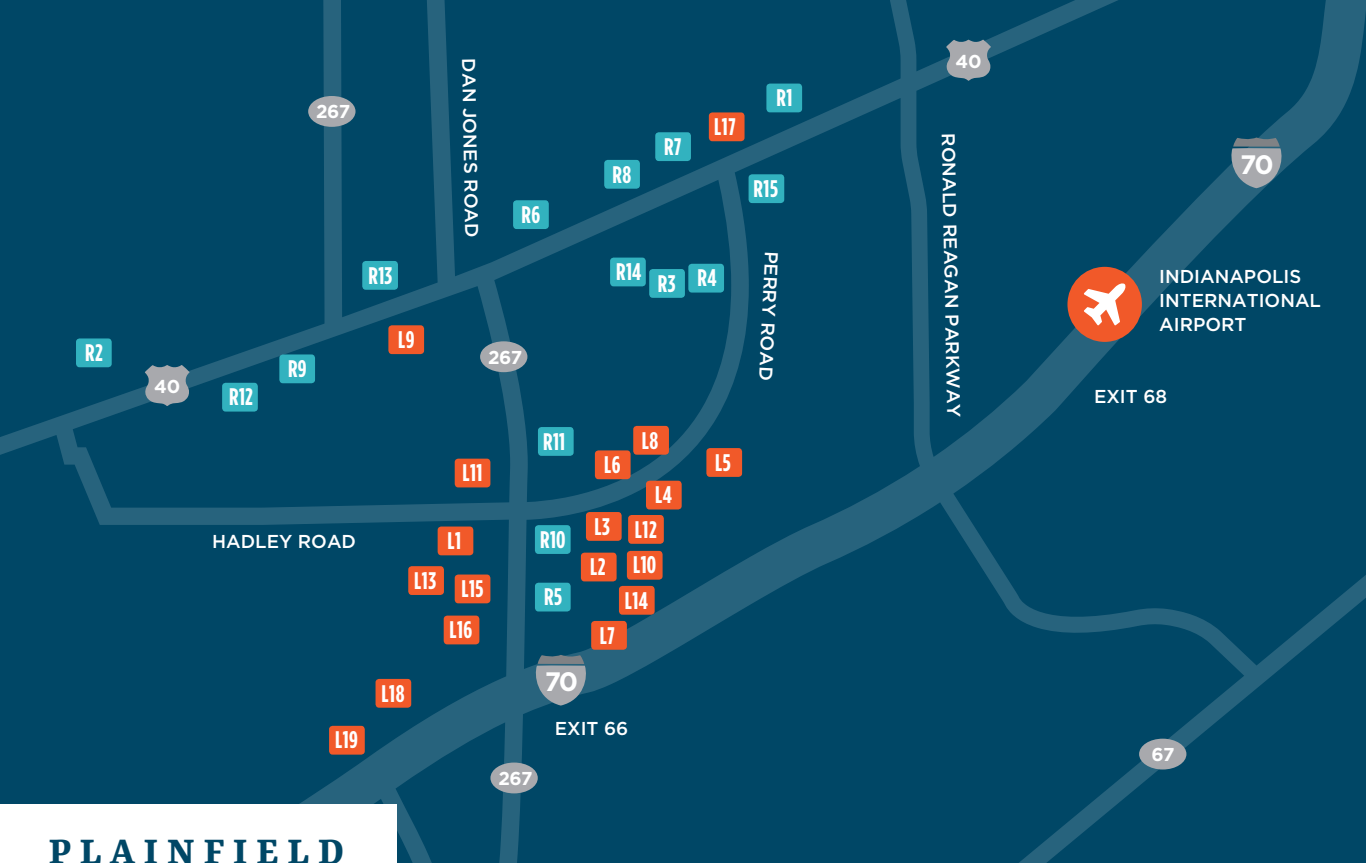 40
DAN JONES ROAD
R1
267
L17
RONALD REAGAN PARKWAY
70
R7
R8
R15
R6
PERRY ROAD
R13
R14
R3
R4
INDIANAPOLIS
INTERNATIONAL
AIRPORT
L9
R2
267
R9
40
R12
EXIT 68
R11
L8
L6
L5
L11
L4
L3
L12
HADLEY ROAD
L1
R10
L2
L10
L13
L15
R5
L14
L16
L7
70
L18
EXIT 66
L19
67
267
PLAINFIELD